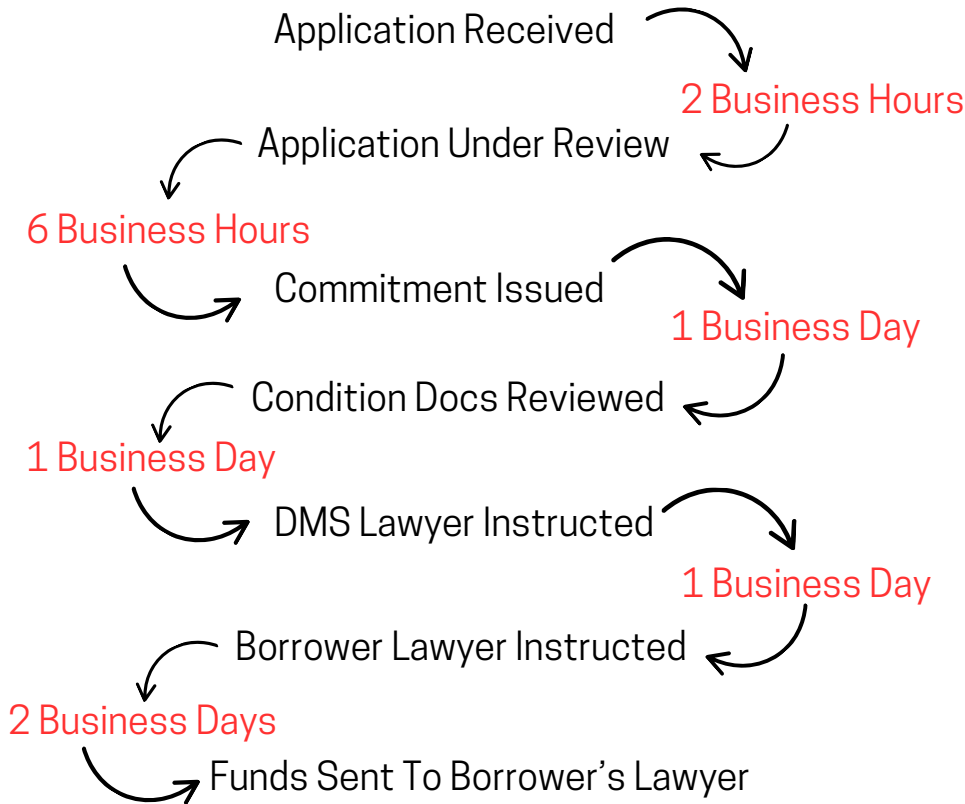 Application Received
2 Business Hours
Application Under Review
6 Business Hours
Commitment Issued
1 Business Day
Condition Docs Reviewed
1 Business Day
DMS Lawyer Instructed
1 Business Day
Borrower Lawyer Instructed
2 Business Days
Funds Sent To Borrower’s Lawyer